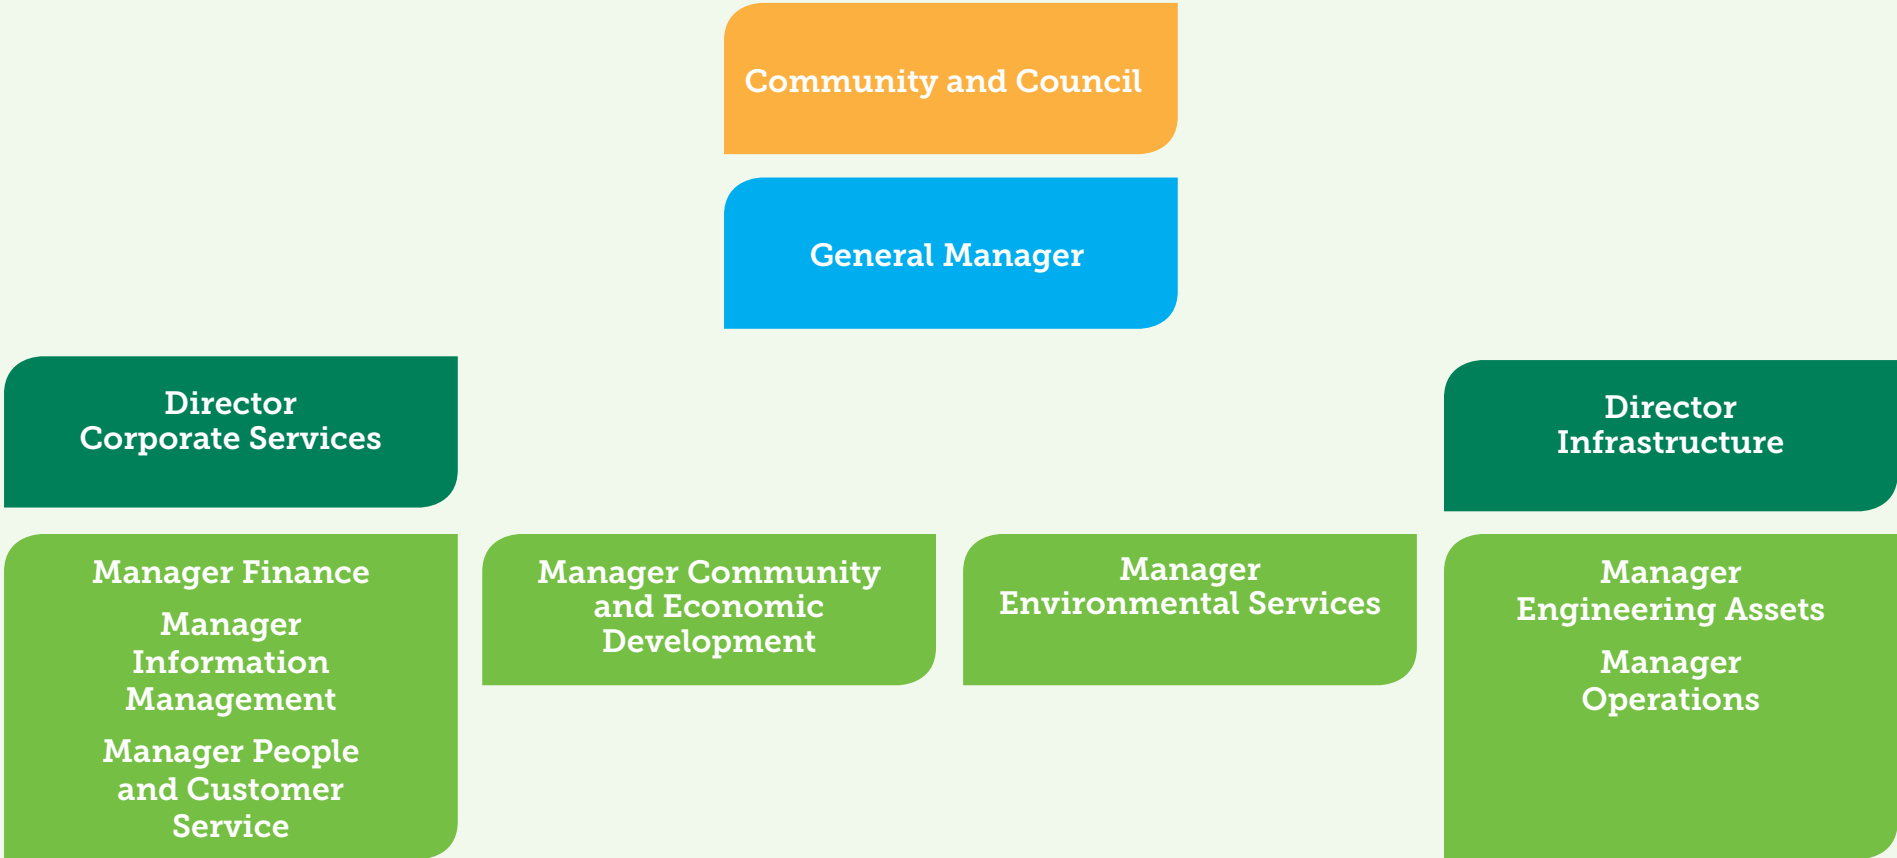 Community and Council
General Manager
Director
Corporate Services
Director
Infrastructure
Manager Finance
Manager
Information
Management
Manager People
and Customer
Service
Manager Community
and Economic
Development
Manager
Environmental Services
Manager
Engineering Assets
Manager
Operations